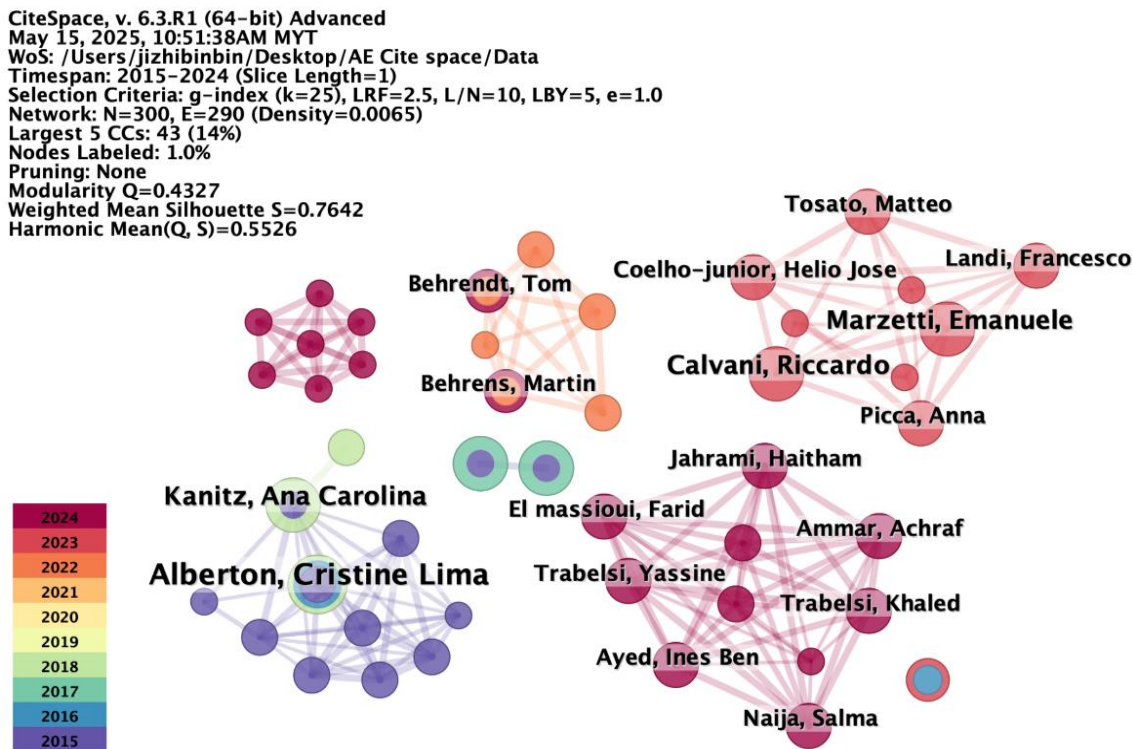 CiteSpace, v. 6.3.R1 (64-bit) Advanced
May 15, 2025, 10:51:38AM MYT
WoS: /Users/jizhibinbin/Desktop/AE Cite space/Data
Timespan: 2015-2024 (Slice Length=1)
Selection Criteria: g-index (k=25), LRF=2.5, L/N=10, LBY=5, e=1.0
Network: N=300, E=290 (Density=0.0065)
Largest 5 CCs: 43 (14%)
Nodes Labeled: 1.0%
Pruning: None
Modularity Q=0.4327
Weighted Mean Silhouette S=0.7642
Harmonic Mean(Q, S)=0.5526
Tosato, Matteo
Landi, Francesco
Coelho-junior, Helio Jose
Marzetti, Emanuele
Calvani, Riccardo
Picca, Anna
Behrendt, Tom
Behrens, Martin
Kanitz, Ana Carolina
Alberton, Cristine Lima
Jahrami, Haitham
El massioui, Farid
Ammar, Achraf
Trabelsi, Yassine
Trabelsi, Khaled
Ayed, Ines Ben
Naija, Salma
2024
2023
2022
2021
2020
2019
2018
2017
2016
2015